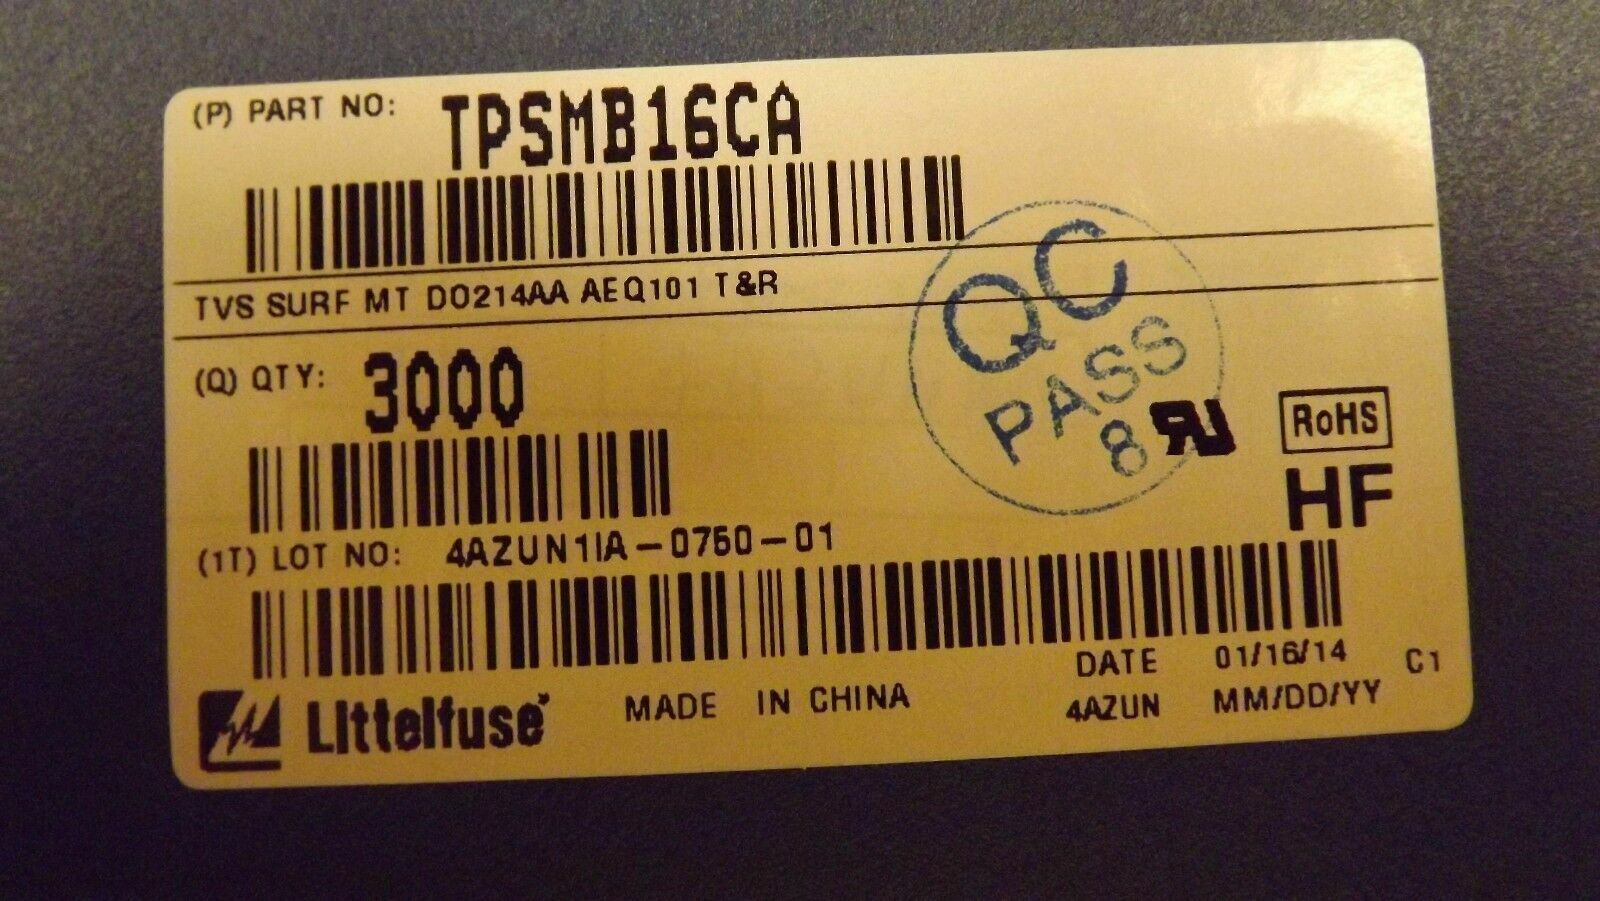 (P) PART NO: TPSMB16CA
TVS SURF MT DO214AA AEQ101 T&R
(Q) QTY: 3000
QC
PASS
8
RU
RoHS
HF
(1T) LOT NO: 4AZUN1IA-0750-01
DATE 01/16/14
4AZUN MM/DD/YY
C1
Littelfuse
MADE IN CHINA